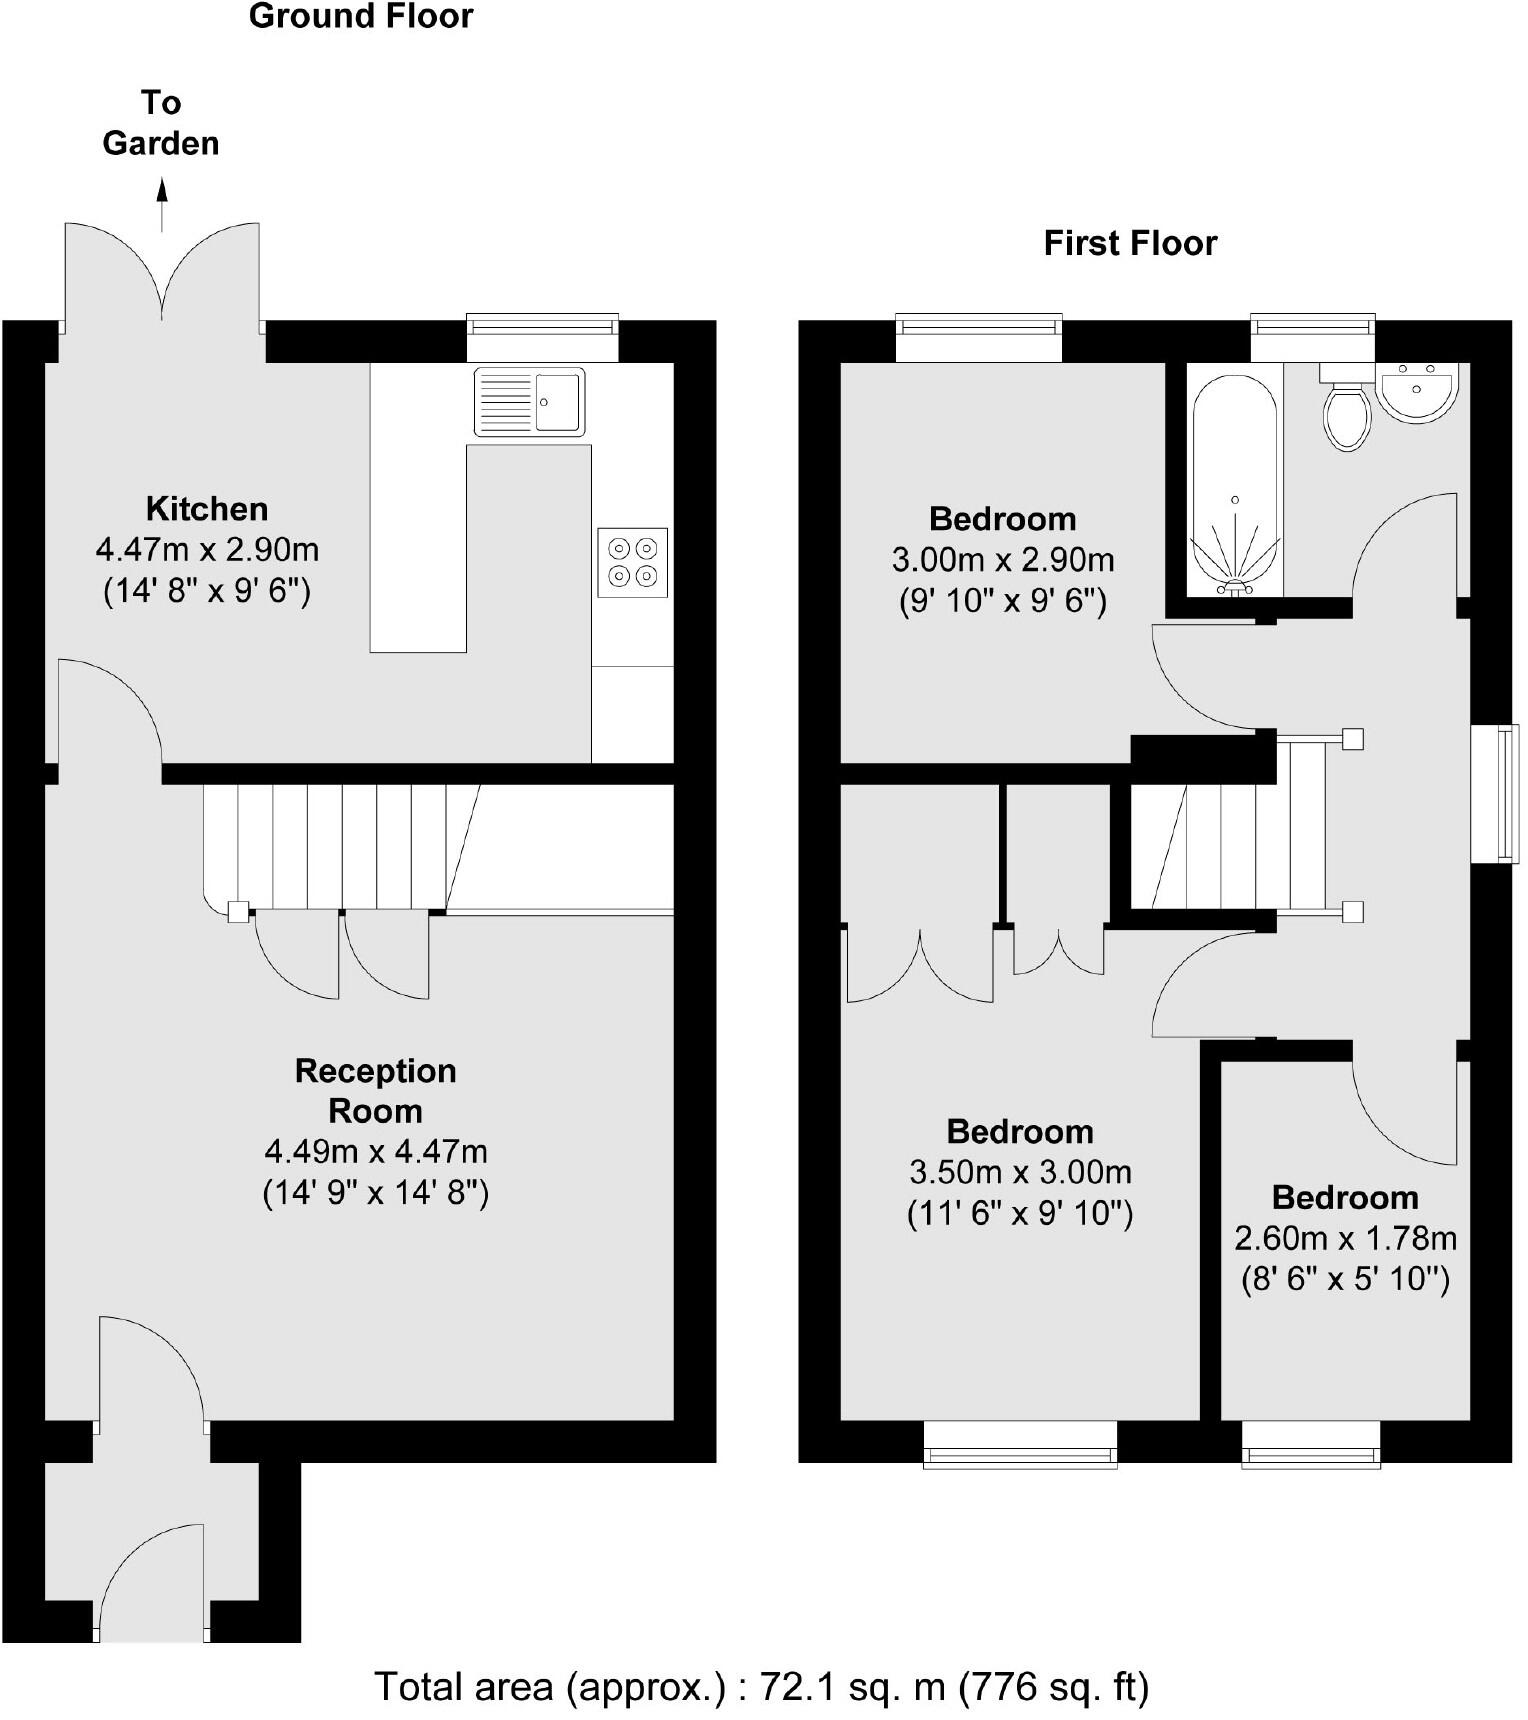 Ground Floor
To
Garden
Kitchen
4.47m x 2.90m
(14' 8" x 9' 6")
Reception
Room
4.49m x 4.47m
(14' 9" x 14' 8")
First Floor
Bedroom
3.00m x 2.90m
(9' 10" x 9' 6")
Bedroom
3.50m x 3.00m
(11' 6" x 9' 10")
Bedroom
2.60m x 1.78m
(8' 6" x 5' 10")
Total area (approx.) : 72.1 sq. m (776 sq. ft)